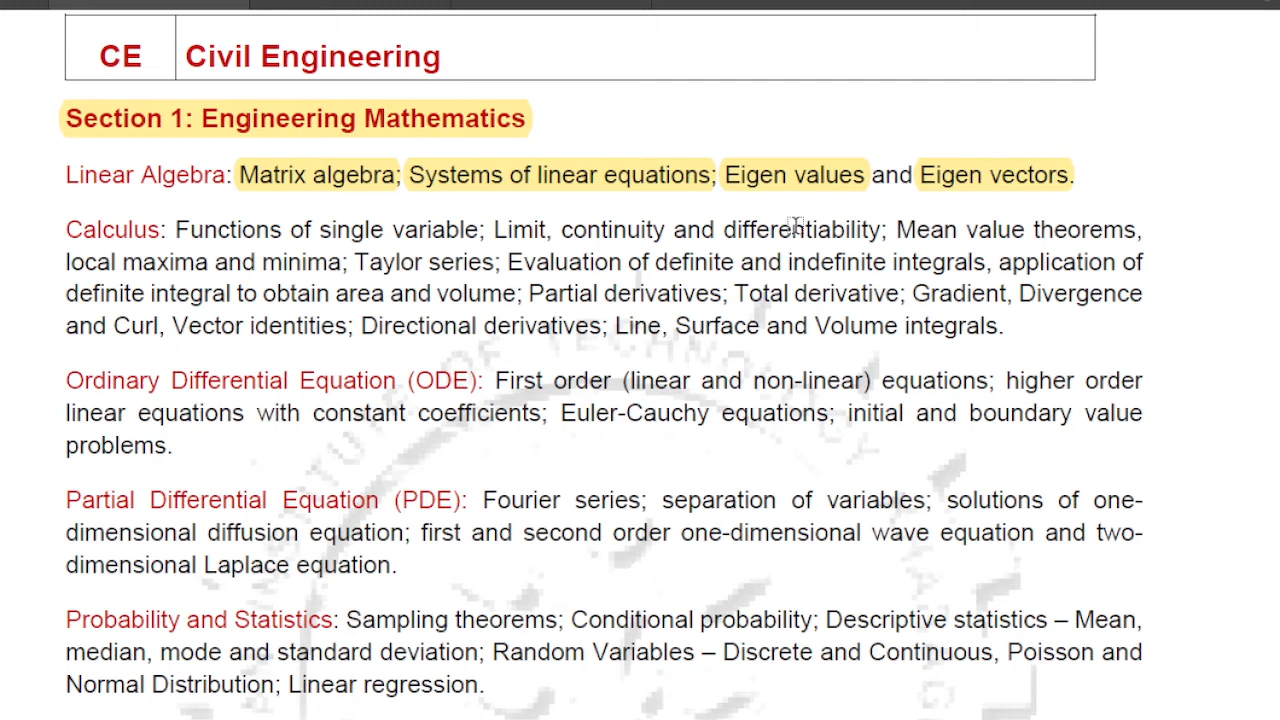 CE Civil Engineering
Section 1: Engineering Mathematics
Linear Algebra: Matrix algebra; Systems of linear equations; Eigen values and Eigen vectors.
Calculus: Functions of single variable; Limit, continuity and differentiability; Mean value theorems,
local maxima and minima; Taylor series; Evaluation of definite and indefinite integrals, application of
definite integral to obtain area and volume; Partial derivatives; Total derivative; Gradient, Divergence
and Curl, Vector identities; Directional derivatives; Line, Surface and Volume integrals.
Ordinary Differential Equation (ODE): First order (linear and non-linear) equations; higher order
linear equations with constant coefficients; Euler-Cauchy equations; initial and boundary value
problems.
Partial Differential Equation (PDE): Fourier series; separation of variables; solutions of one-
dimensional diffusion equation; first and second order one-dimensional wave equation and two-
dimensional Laplace equation.
Probability and Statistics: Sampling theorems; Conditional probability; Descriptive statistics – Mean,
median, mode and standard deviation; Random Variables – Discrete and Continuous, Poisson and
Normal Distribution; Linear regression.
INSTITUTE OF TECHNOLOGY